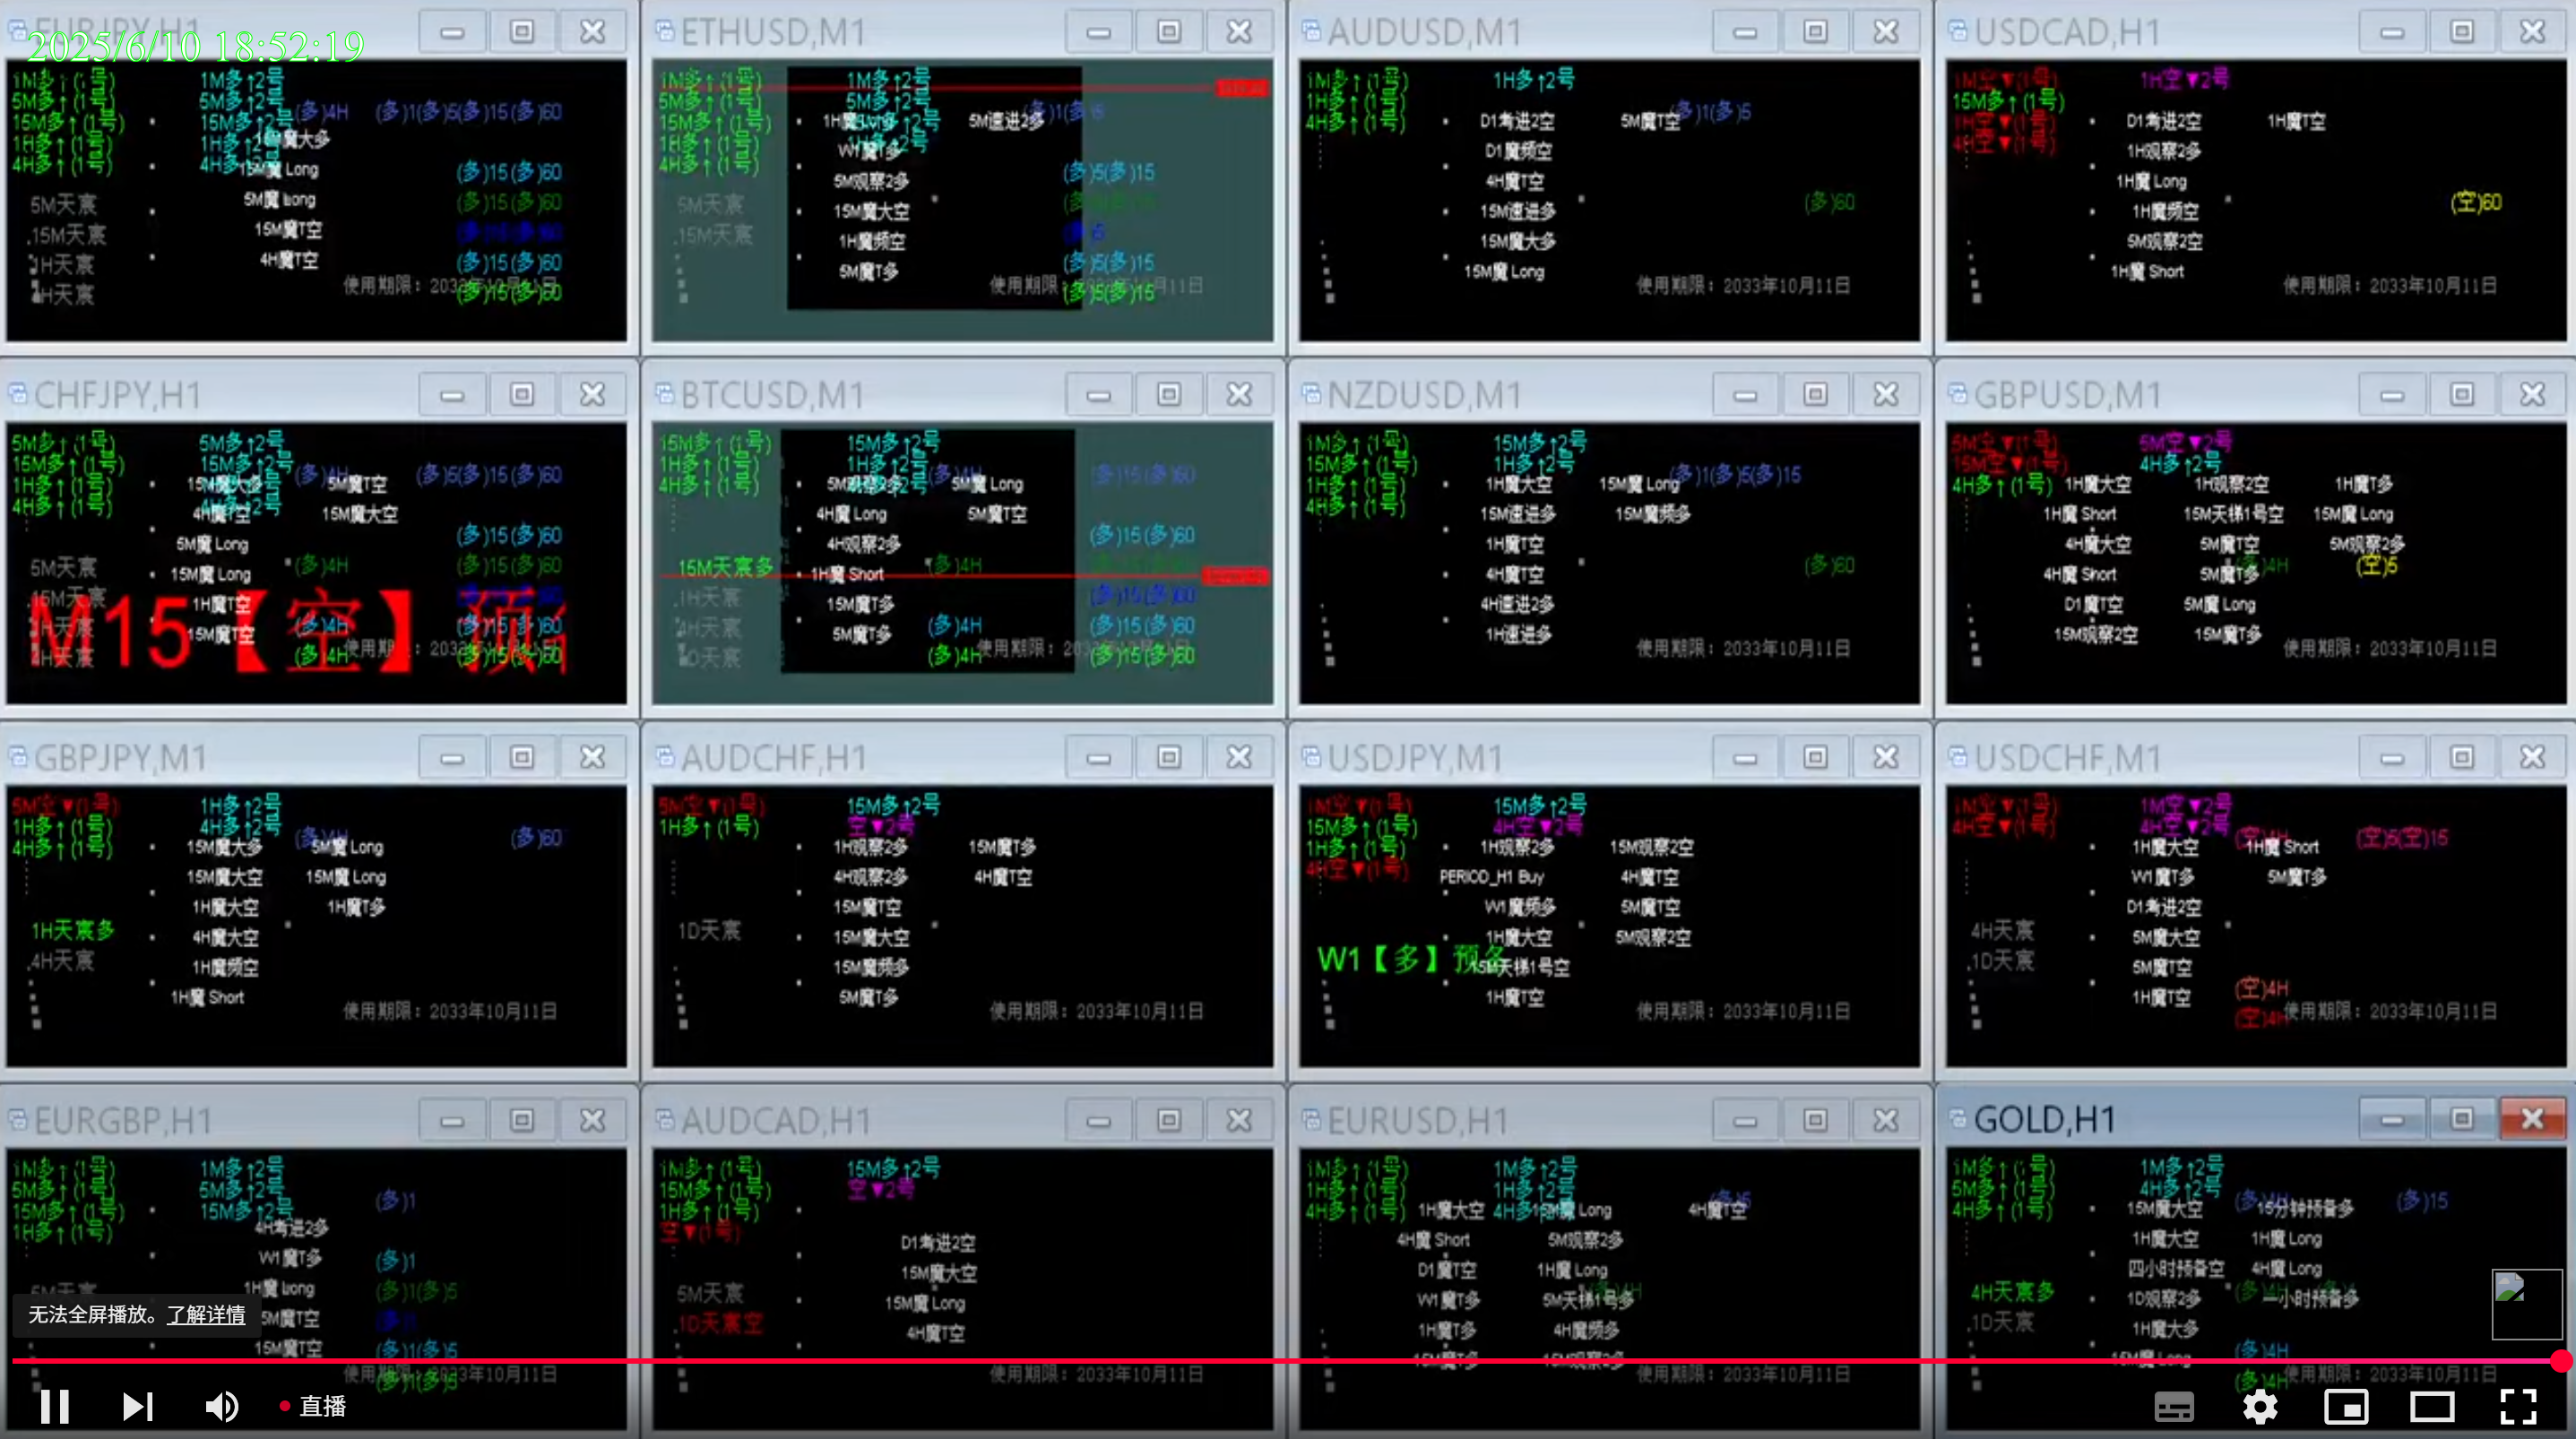 EURJPY,H1
2025/6/10 18:52:19
1M多↑(1号) 1M多↑2号
5M多↑(1号) 5M多↑2号 (多)4H (多)1(多)5(多)15(多)60
15M多↑(1号) 15M多↑2号
1H多↑(1号) 1H多↑2号 魔大多
4H多↑(1号) 4H多↑2号 15M魔 Long (多)15(多)60
5M天宸 5M魔 Long (多)15(多)60
15M天宸 15M魔T空
1H天宸 4H魔T空 (多)15(多)60
4H天宸 使用期限：2033年10月11日 (多)15(多)60
ETHUSD,M1
1M多↑(1号) 1M多↑2号
5M多↑(1号) 5M多↑2号
15M多↑(1号) 5M速进2多
1H多↑(1号) W1魔T多
4H多↑(1号) (多)5(多)15
5M天宸 5M观察2多
15M魔大空
15M天宸 1H魔频空
5M魔T多 (多)5(多)15
使用期限： (多)5(多)15
AUDUSD,M1
1M多↑(1号) 1H多↑2号
1H多↑(1号) (多)1(多)5
4H多↑(1号) D1考进2空 5M魔T空
D1魔频空
4H魔T空
15M速进多 (多)60
15M魔大多
15M魔 Long 使用期限：2033年10月11日
USDCAD,H1
1M空▼(1号) 1H空▼2号
15M多↑(1号)
1H空▼(1号) D1考进2空 1H魔T空
4H空▼(1号) 1H观察2多
1H魔 Long
1H魔频空 (空)60
5M观察2空
1H魔 Short 使用期限：2033年10月11日
CHFJPY,H1
5M多↑(1号) 5M多↑2号
15M多↑(1号) 15M多↑2号 (多)4H (多)5(多)15(多)60
1H多↑(1号) 15M魔大多 5M魔T空
4H多↑(1号) 4H魔T空 15M魔大空
5M魔 Long (多)15(多)60
5M天宸 15M魔 Long (多)4H (多)15(多)60
15M天宸 1H魔T空
M15【空】预
15M魔T空 (多)4H (多)15(多)60
(多)4H 使用期限： (多)15(多)60
BTCUSD,M1
15M多↑(1号) 15M多↑2号
1H多↑(1号) 1H多↑2号 (多)4H (多)15(多)60
4H多↑(1号) 5M观察2多 5M魔 Long
4H魔 Long 5M魔T空
4H观察2多 (多)15(多)60
15M天宸多 1H魔 Short (多)4H
1H天宸 15M魔T多 (多)15(多)60
4H天宸 5M魔T多 (多)4H (多)15(多)60
1D天宸 (多)4H 使用期限： (多)15(多)60
NZDUSD,M1
1M多↑(1号) 15M多↑2号
15M多↑(1号) 1H多↑2号 (多)1(多)5(多)15
1H多↑(1号) 1H魔大空 15M魔 Long
4H多↑(1号) 15M速进多 15M魔频多
1H魔T空
4H魔T空 (多)60
4H速进2多
1H速进多 使用期限：2033年10月11日
GBPUSD,M1
5M空▼(1号) 5M空▼2号
15M空▼(1号) 4H多↑2号
4H多↑(1号) 1H魔大空 1H观察2空 1H魔T多
1H魔 Short 15M天梯1号空 15M魔 Long
4H魔大空 5M魔T空 5M观察2多
4H魔 Short 5M魔T多 4H (空)5
D1魔T空 5M魔 Long
15M观察2空 15M魔T多 使用期限：2033年10月11日
GBPJPY,M1
5M空▼(1号) 1H多↑2号
1H多↑(1号) 4H多↑2号 (多)4H (多)60
4H多↑(1号) 15M魔大多 5M魔 Long
15M魔大空 15M魔 Long
1H魔大空 1H魔T多
1H天宸多 4H魔大空
4H天宸 1H魔频空
1H魔 Short 使用期限：2033年10月11日
AUDCHF,H1
5M空▼(1号) 15M多↑2号
1H多↑(1号) 空▼2号
1H观察2多 15M魔T多
4H观察2多 4H魔T空
15M魔T空
1D天宸 15M魔大空
15M魔频多
5M魔T多 使用期限：2033年10月11日
USDJPY,M1
1M空▼(1号) 15M多↑2号
15M多↑(1号) 4H空▼2号
1H多↑(1号) 1H观察2多 15M观察2空
4H空▼(1号) PERICO_H1 Buy 4H魔T空
W1魔频多 5M魔T空
1H魔大空 5M观察2空
W1【多】预备 15M天梯1号空
1H魔T空 使用期限：2033年10月11日
USDCHF,M1
1M空▼(1号) 1M空▼2号
4H空▼(1号) 4H空▼2号 (空)4H (空)5(空)15
1H魔大空 1H魔 Short
W1魔T多 5M魔T多
D1考进2空
4H天宸 5M魔大空
1D天宸 5M魔T空
1H魔T空 (空)4H
(空)4H 使用期限：2033年10月11日
EURGBP,H1
1M多↑(1号) 1M多↑2号
5M多↑(1号) 5M多↑2号 (多)1
15M多↑(1号) 15M多↑2号
1H多↑(1号) 4H考进2多
W1魔T多 (多)1
5M天宸 1H魔 Long (多)1(多)5
5M魔T空
15M魔T空 (多)1(多)5
使用期限：2033年10月11日
(多)1(多)5
AUDCAD,H1
1M多↑(1号) 15M多↑2号
15M多↑(1号) 空▼2号
1H多↑(1号)
空▼(1号) D1考进2空
15M魔大空
5M天宸 15M魔 Long
1D天宸空 4H魔T空
使用期限：2033年10月11日
EURUSD,H1
1M多↑(1号) 1M多↑2号
1H多↑(1号) 1H多↑2号 (多)5
4H多↑(1号) 1H魔大空 4H多 15M魔 Long 4H魔T空
4H魔 Short 5M观察2多
D1魔T空 1H魔 Long
W1魔T多 5M天梯1号多
1H魔T多 4H魔频多
15M魔T多 15M观察2多
使用期限：2033年10月11日
GOLD,H1
1M多↑(1号) 1M多↑2号
5M多↑(1号) 4H多↑2号 (多)4H (多)15
4H多↑(1号) 15M魔大空 15分钟预备多
1H魔大空 1H魔 Long
四小时预备空 4H魔 Long
4H天宸多 1D观察2多 一小时预备多
1D天宸 1H魔大多
15M魔 Long (多)4H
(多)4H 使用期限：2033年10月11日
无法全屏播放。了解详情
直播